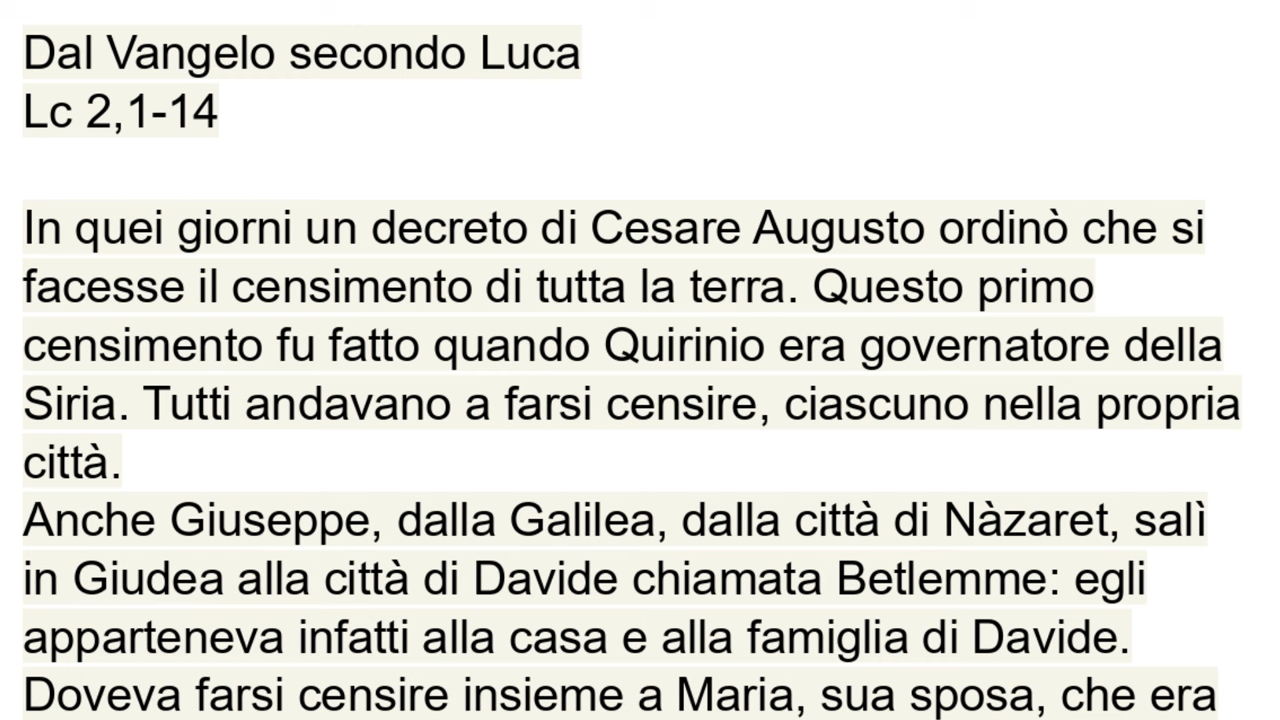 Dal Vangelo secondo Luca
Lc 2,1-14
In quei giorni un decreto di Cesare Augusto ordinò che si
facesse il censimento di tutta la terra. Questo primo
censimento fu fatto quando Quirinio era governatore della
Siria. Tutti andavano a farsi censire, ciascuno nella propria
città.
Anche Giuseppe, dalla Galilea, dalla città di Nàzaret, salì
in Giudea alla città di Davide chiamata Betlemme: egli
apparteneva infatti alla casa e alla famiglia di Davide.
Doveva farsi censire insieme a Maria, sua sposa, che era